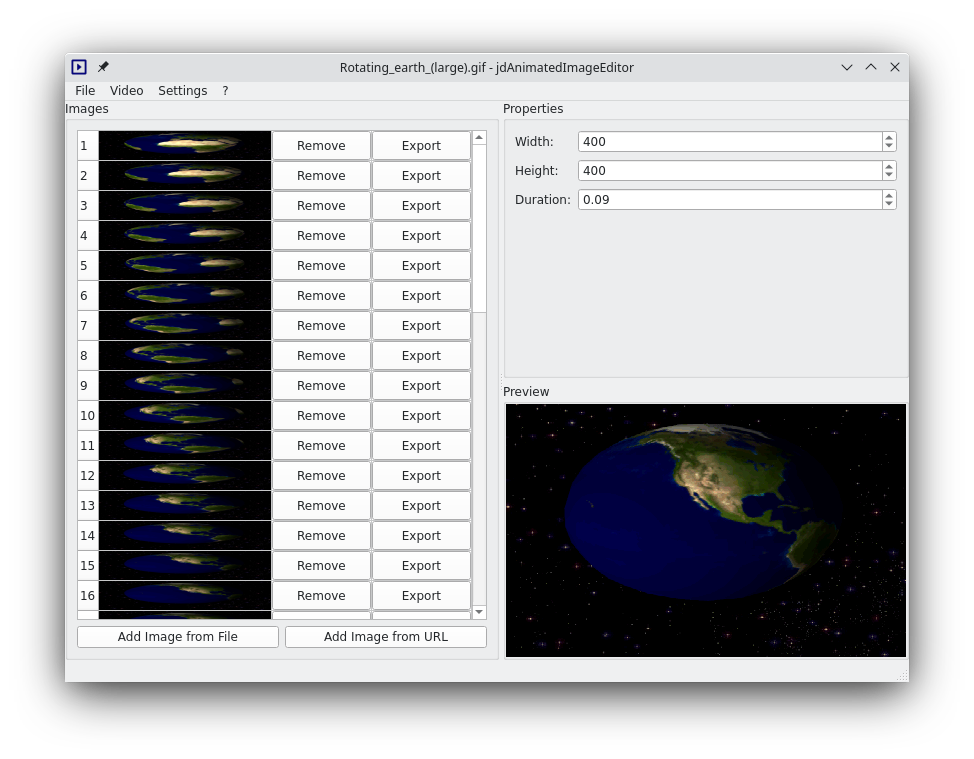 Rotating_earth_(large).gif - jdAnimatedImageEditor
File Video Settings ?
Images
1 Remove Export
2 Remove Export
3 Remove Export
4 Remove Export
5 Remove Export
6 Remove Export
7 Remove Export
8 Remove Export
9 Remove Export
10 Remove Export
11 Remove Export
12 Remove Export
13 Remove Export
14 Remove Export
15 Remove Export
16 Remove Export
Add Image from File Add Image from URL
Properties
Width: 400
Height: 400
Duration: 0.09
Preview